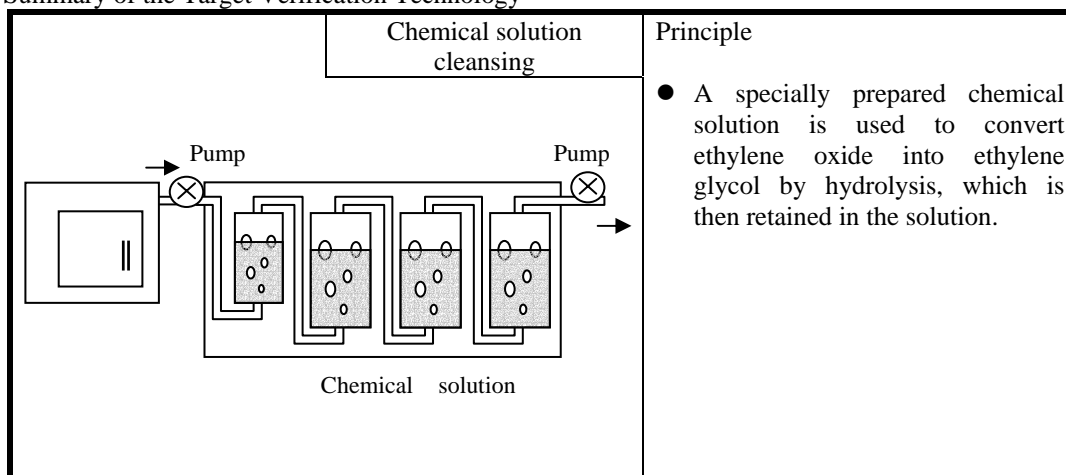 Summary of the Target Verification Technology
Chemical solution
cleansing
Principle
● A specially prepared chemical
solution is used to convert
ethylene oxide into ethylene
glycol by hydrolysis, which is
then retained in the solution.
Pump
Pump
Chemical solution